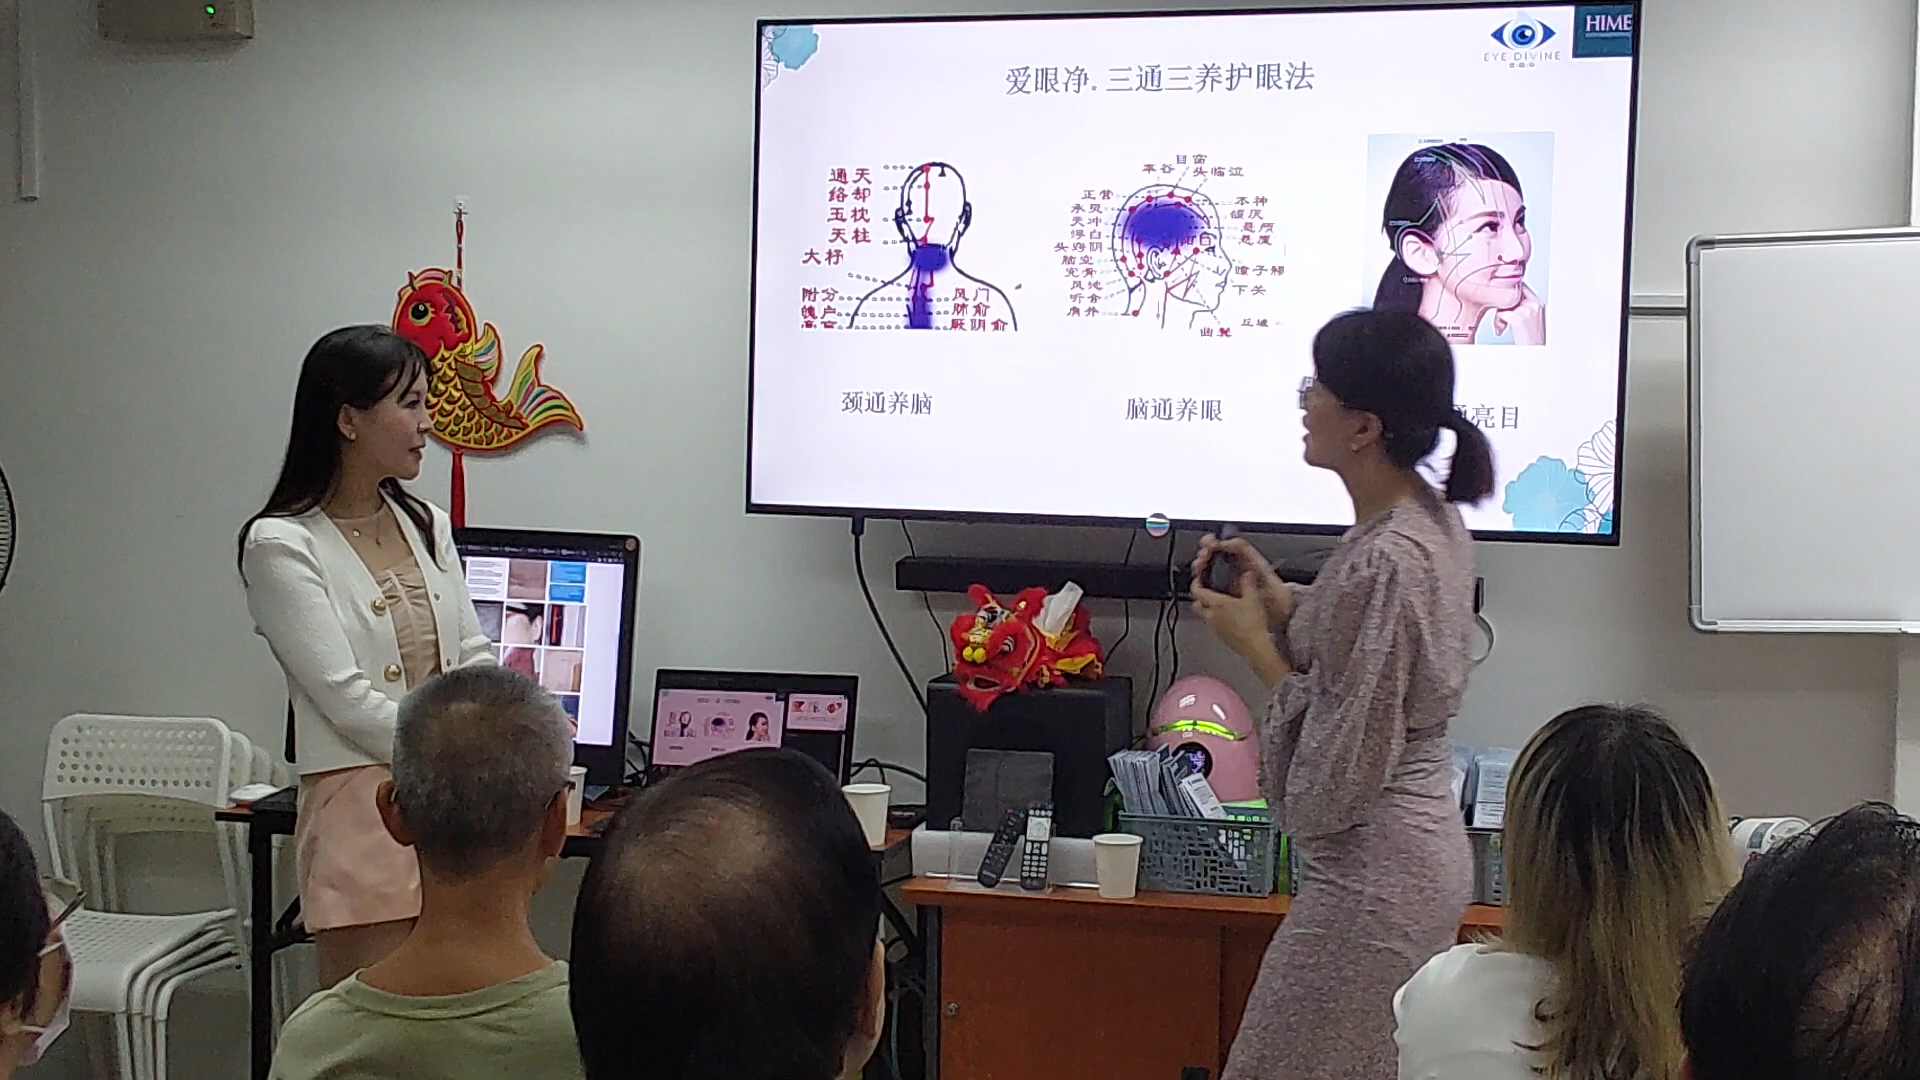 HIME
EYE DIVINE
爱眼净.三通三养护眼法
通天
络却
玉枕
天柱
大杼
附分
风门
魄户
肺俞
厥阴俞
目窗
头临泣
正营
本神
承灵
颔厌
天冲
悬颅
浮白
悬厘
头窍阴
脑空
瞳子髎
完骨
下关
风池
听会
肩井
颈通养脑
脑通养眼
亮目